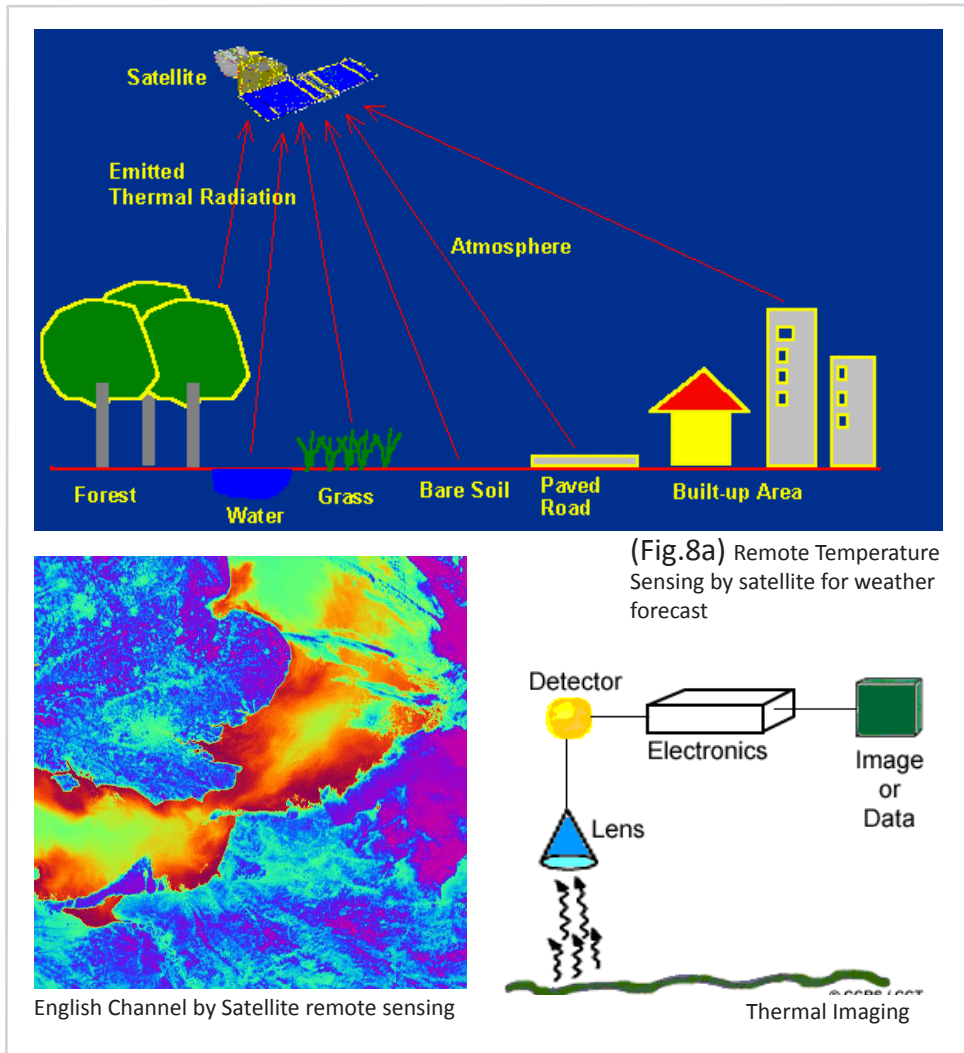 Satellite
Emitted
Thermal Radiation
Atmosphere
Forest
Water
Grass
Bare Soil
Paved
Road
Built-up Area
(Fig.8a) Remote Temperature
Sensing by satellite for weather
forecast
Detector
Electronics
Image
or
Data
Lens
English Channel by Satellite remote sensing
Thermal Imaging